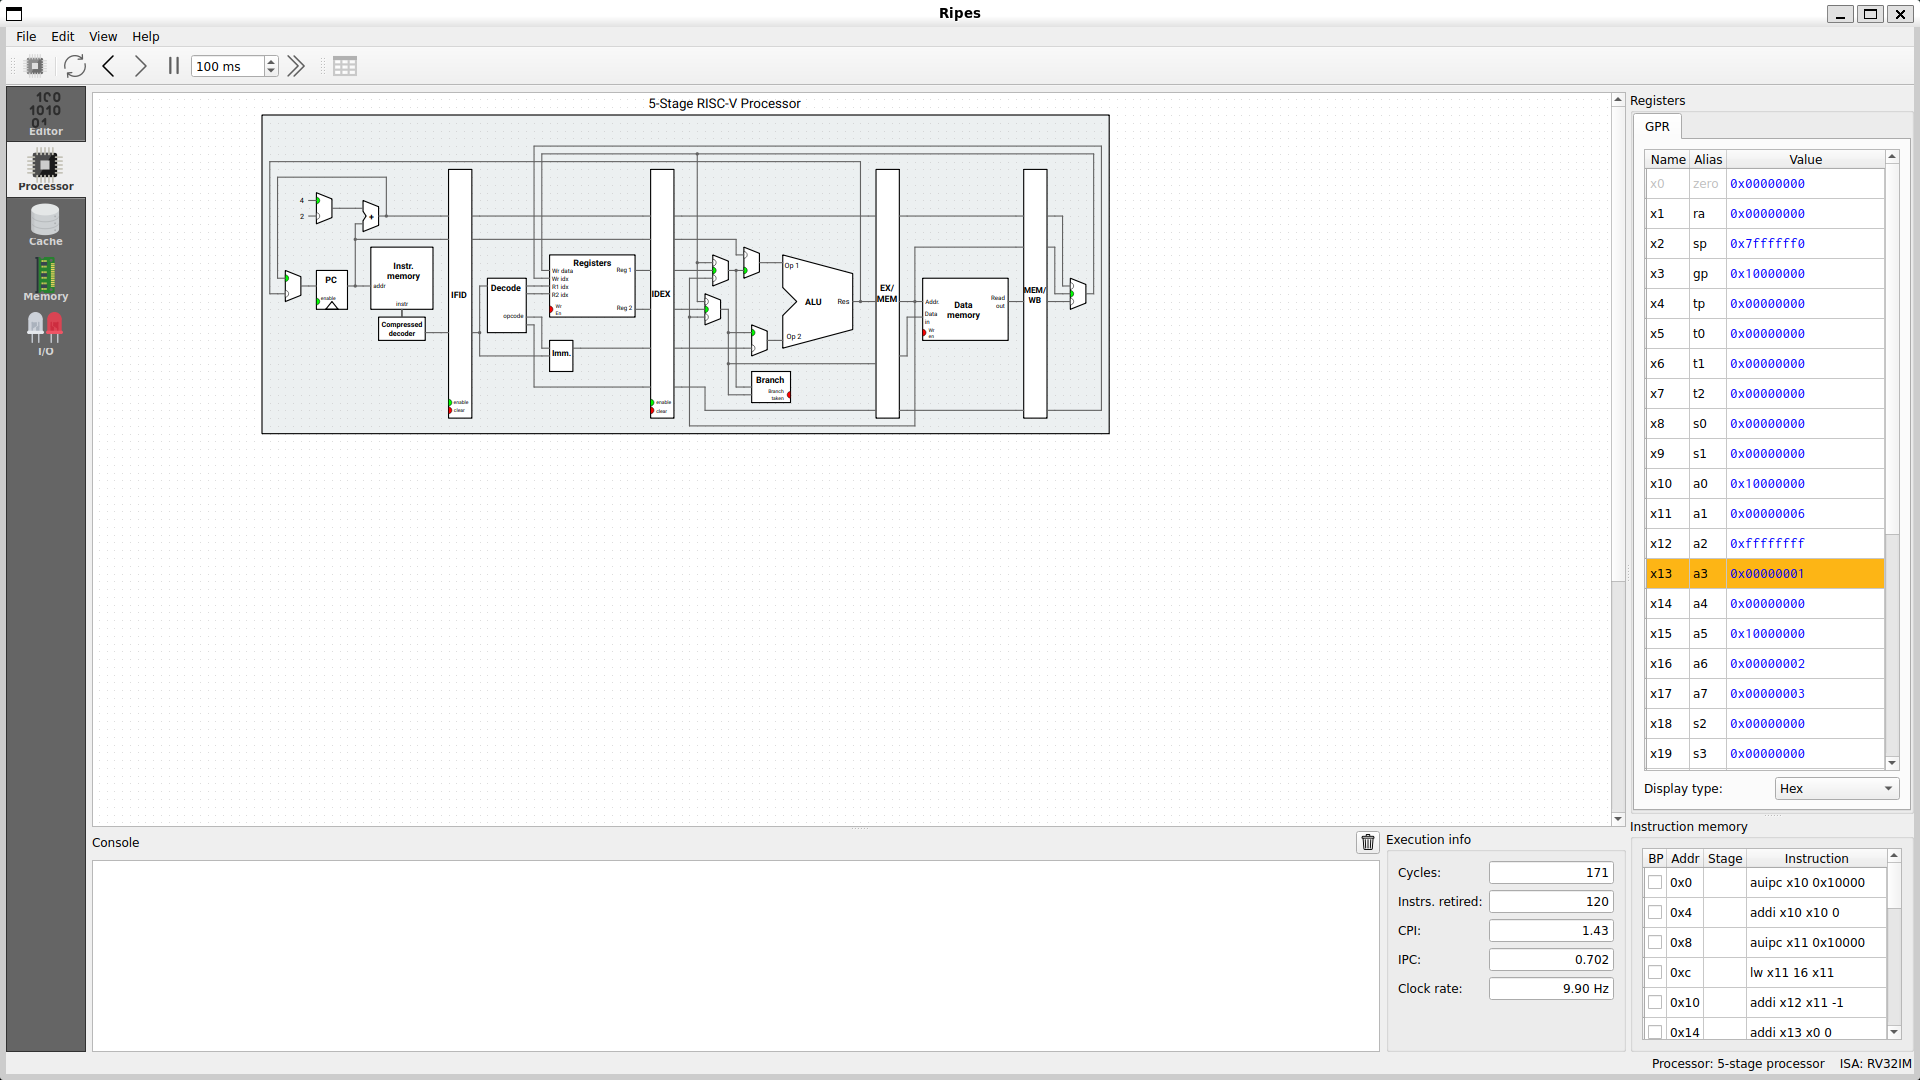 Ripes
File Edit View Help
100 ms
Editor
Processor
Cache
Memory
I/O
5-Stage RISC-V Processor
4
2
+
PC
enable
Instr. memory
addr
instr
Compressed decoder
IFID
enable
clear
Decode
opcode
Registers
Wr data
Wr idx
R1 idx
R2 idx
Wr En
Reg 1
Reg 2
Imm.
IDEX
enable
clear
Op 1
Op 2
ALU
Res
Branch
Branch taken
EX/MEM
Data memory
Addr.
Data in
Wr en
Read out
MEM/WB
Registers
GPR
Name Alias Value
x0 zero 0x00000000
x1 ra 0x00000000
x2 sp 0x7ffffff0
x3 gp 0x10000000
x4 tp 0x00000000
x5 t0 0x00000000
x6 t1 0x00000000
x7 t2 0x00000000
x8 s0 0x00000000
x9 s1 0x00000000
x10 a0 0x10000000
x11 a1 0x00000006
x12 a2 0xffffffff
x13 a3 0x00000001
x14 a4 0x00000000
x15 a5 0x10000000
x16 a6 0x00000002
x17 a7 0x00000003
x18 s2 0x00000000
x19 s3 0x00000000
Display type: Hex
Console
Execution info
Cycles: 171
Instrs. retired: 120
CPI: 1.43
IPC: 0.702
Clock rate: 9.90 Hz
Instruction memory
BP Addr Stage Instruction
0x0 auipc x10 0x10000
0x4 addi x10 x10 0
0x8 auipc x11 0x10000
0xc lw x11 16 x11
0x10 addi x12 x11 -1
0x14 addi x13 x0 0
Processor: 5-stage processor ISA: RV32IM